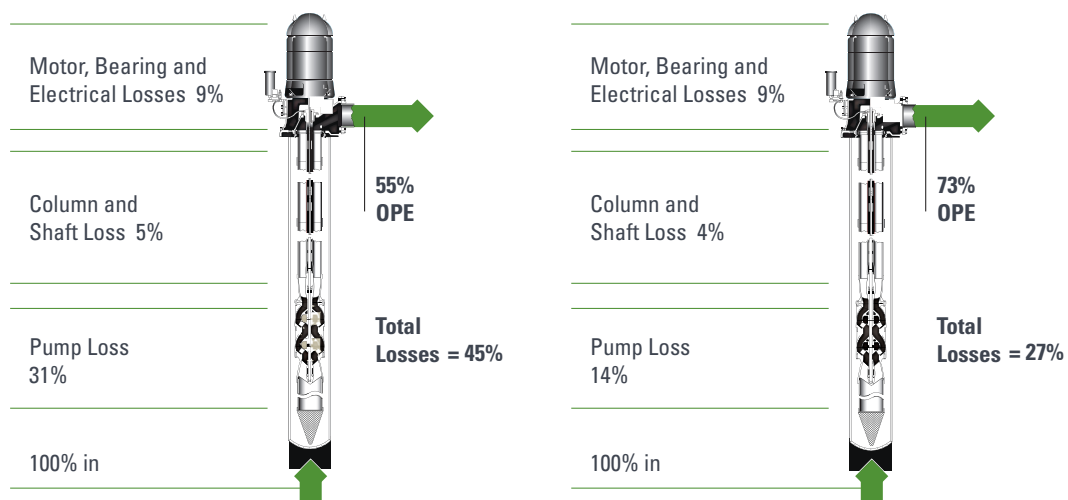 Motor, Bearing and
Electrical Losses 9%
55%
OPE
Column and
Shaft Loss 5%
Total
Losses = 45%
Pump Loss
31%
100% in
Motor, Bearing and
Electrical Losses 9%
73%
OPE
Column and
Shaft Loss 4%
Total
Losses = 27%
Pump Loss
14%
100% in